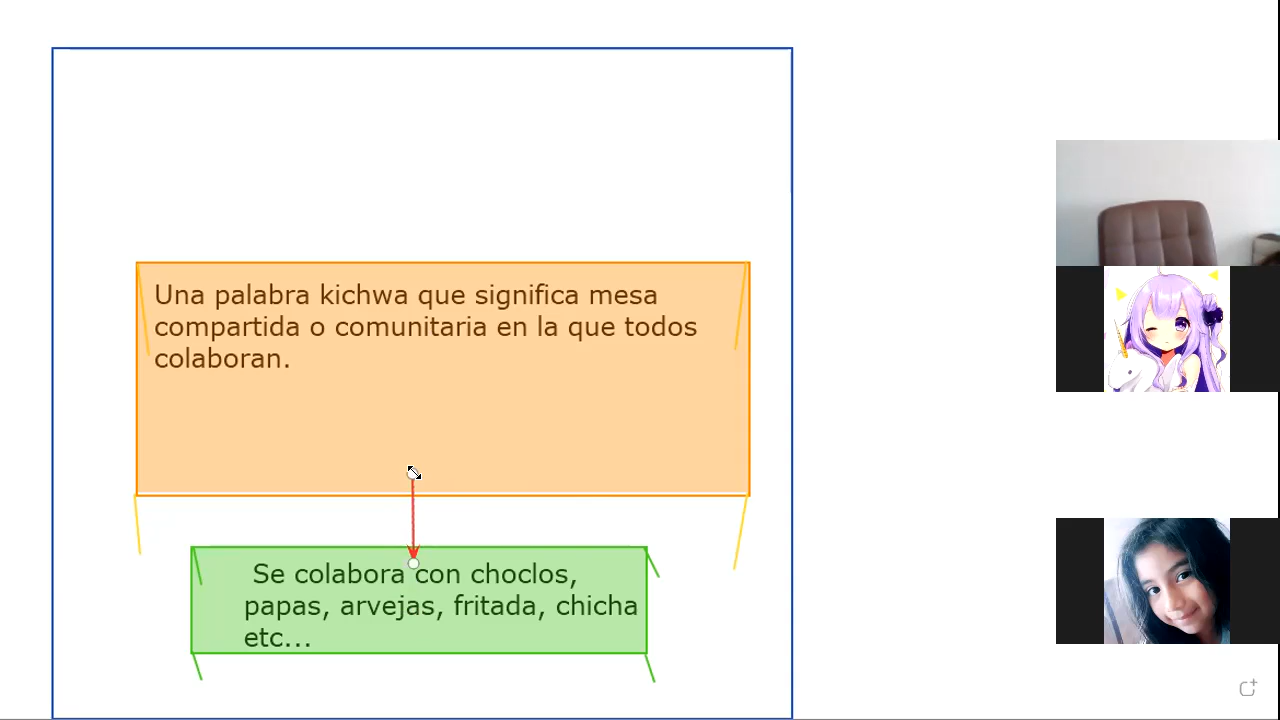 Una palabra kichwa que significa mesa
compartida o comunitaria en la que todos
colaboran.
Se colabora con choclos,
papas, arvejas, fritada, chicha
etc...